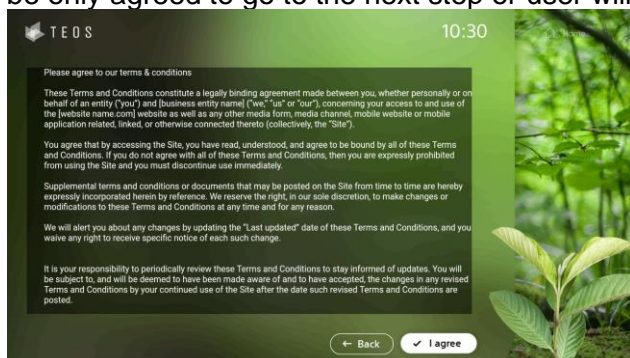 be only agreed to go to the next step or user will
TEOS
10:30
Home
Please agree to our terms & conditions
These Terms and Conditions constitute a legally binding agreement made between you, whether personally or on
behalf of an entity ("you") and [business entity name] ("we," "us" or "our"), concerning your access to and use of
the [website name.com] website as well as any other media form, media channel, mobile website or mobile
application related, linked, or otherwise connected thereto (collectively, the "Site").
You agree that by accessing the Site, you have read, understood, and agree to be bound by all of these Terms
and Conditions. If you do not agree with all of these Terms and Conditions, then you are expressly prohibited
from using the Site and you must discontinue use immediately.
Supplemental terms and conditions or documents that may be posted on the Site from time to time are hereby
expressly incorporated herein by reference. We reserve the right, in our sole discretion, to make changes or
modifications to these Terms and Conditions at any time and for any reason.
We will alert you about any changes by updating the "Last updated" date of these Terms and Conditions, and you
waive any right to receive specific notice of each such change.
It is your responsibility to periodically review these Terms and Conditions to stay informed of updates. You will
be subject to, and will be deemed to have been made aware of and to have accepted, the changes in any revised
Terms and Conditions by your continued use of the Site after the date such revised Terms and Conditions are
posted.
← Back
✓ I agree